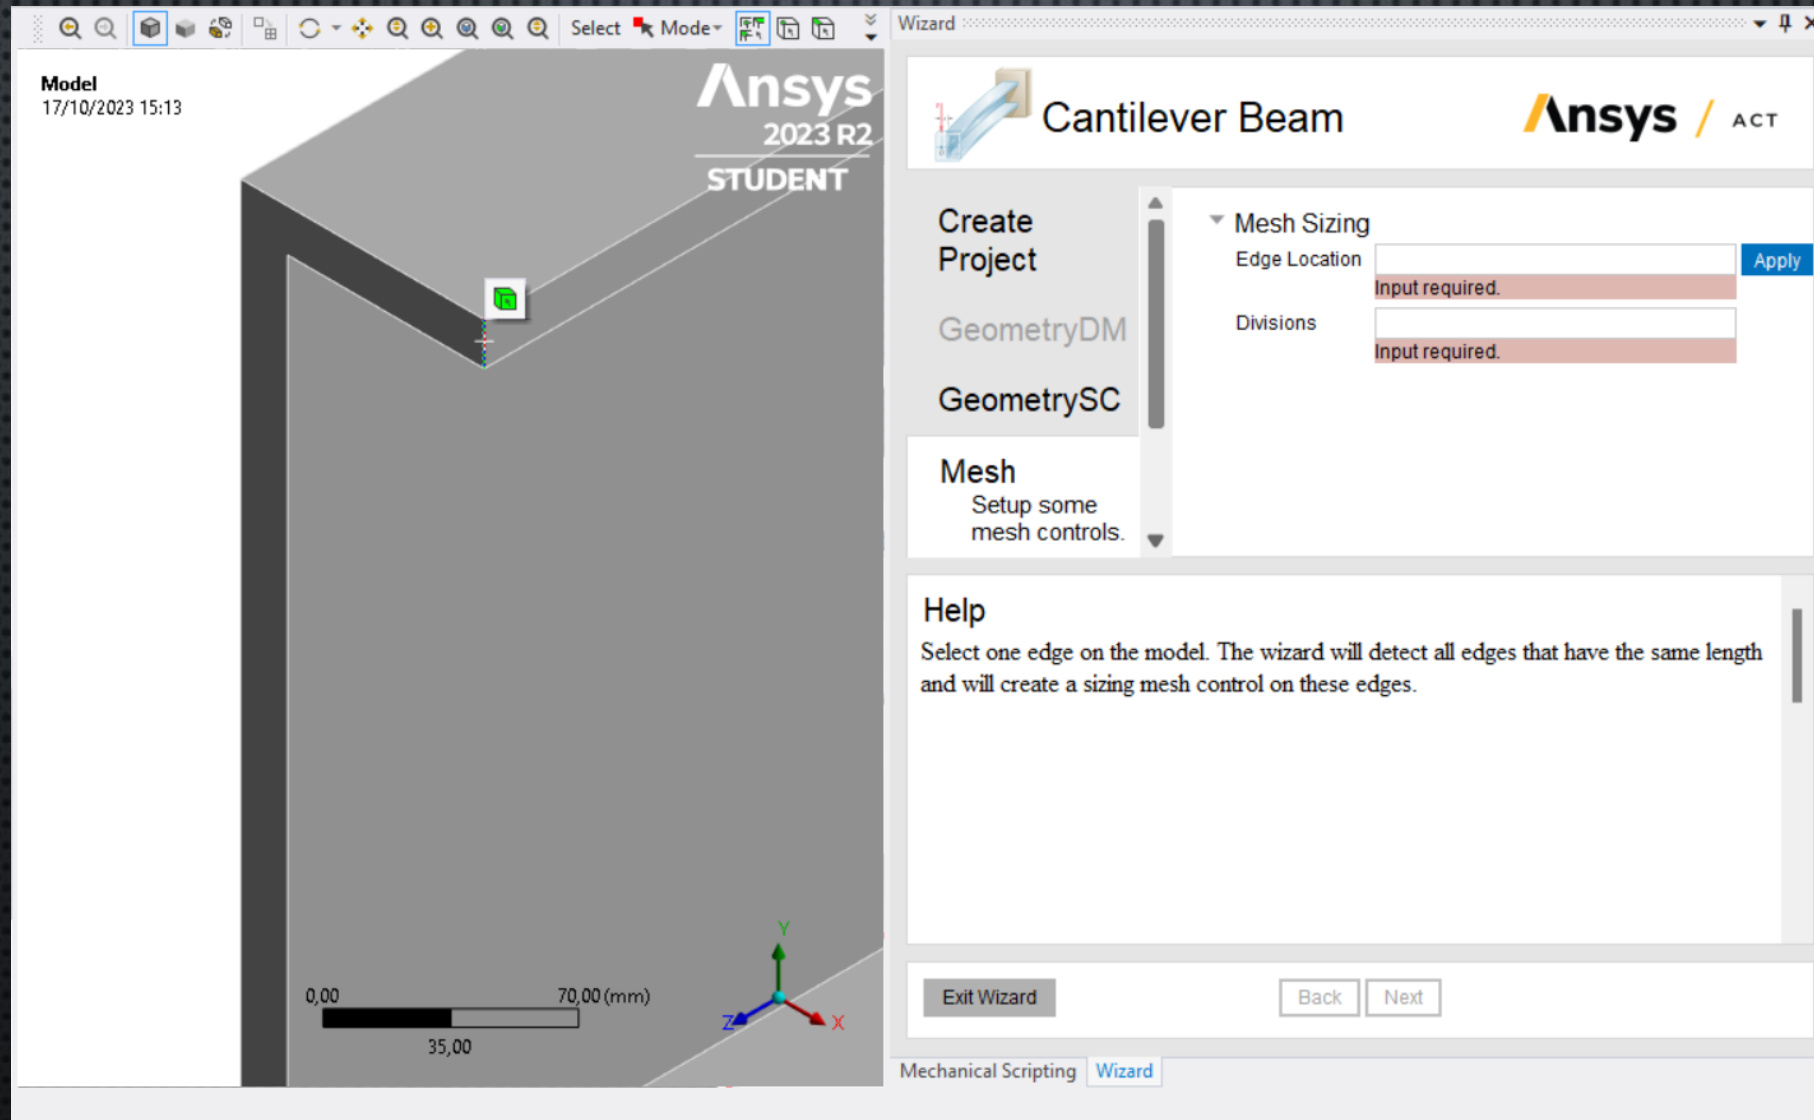 Select Mode
Wizard
Model
17/10/2023 15:13
Ansys
2023 R2
STUDENT
0,00
70,00 (mm)
35,00
Y
Z
X
Cantilever Beam
Ansys / ACT
Create
Project
GeometryDM
GeometrySC
Mesh
Setup some
mesh controls.
Mesh Sizing
Edge Location
Apply
Input required.
Divisions
Input required.
Help
Select one edge on the model. The wizard will detect all edges that have the same length
and will create a sizing mesh control on these edges.
Exit Wizard
Back
Next
Mechanical Scripting
Wizard